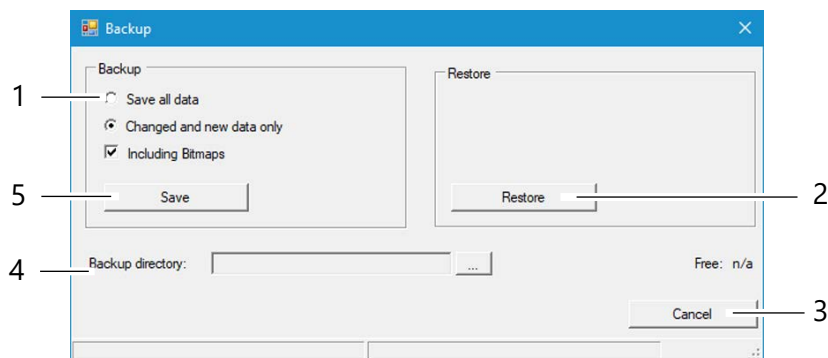 Backup
Backup
Restore
1
Save all data
Changed and new data only
Including Bitmaps
5
Save
Restore
2
4
Backup directory:
...
Free: n/a
Cancel
3